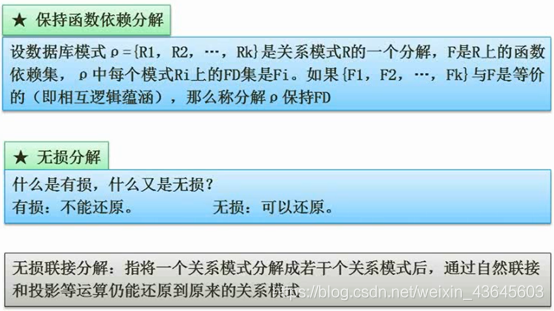 ★ 保持函数依赖分解
设数据库模式ρ={R1，R2，…，Rk}是关系模式R的一个分解，F是R上的函数
依赖集，ρ中每个模式Ri上的FD集是Fi。如果{F1，F2，…，Fk}与F是等价
的（即相互逻辑蕴涵），那么称分解ρ保持FD
★ 无损分解
什么是有损，什么又是无损？
有损：不能还原。 无损：可以还原。
无损联接分解：指将一个关系模式分解成若干个关系模式后，通过自然联接
和投影等运算仍能还原到原来的关系模式
https://blog.csdn.net/weixin_43645603